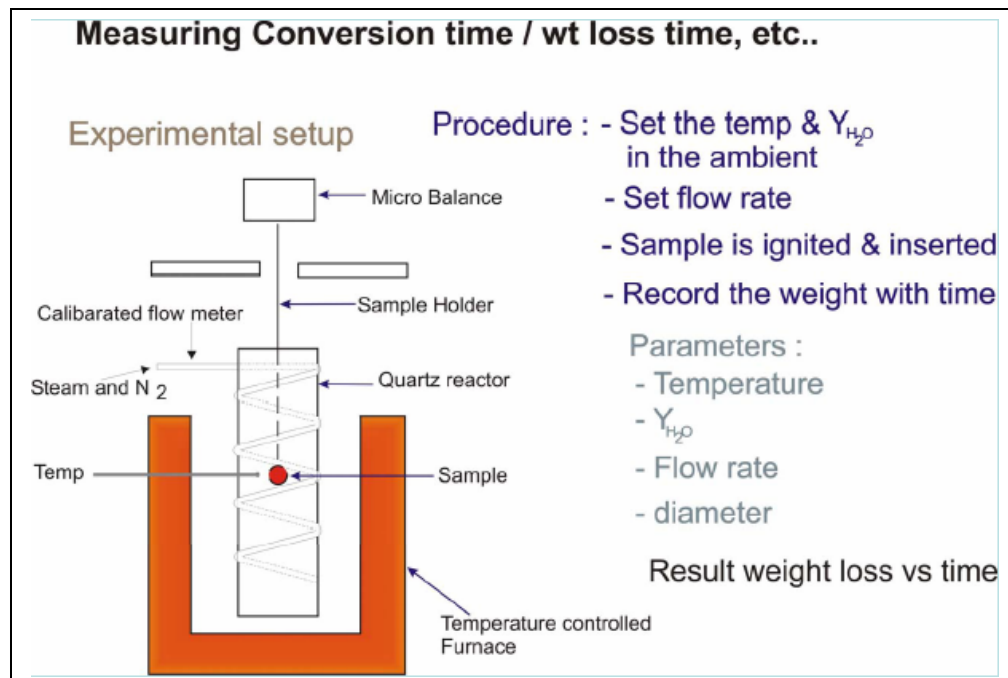 Measuring Conversion time / wt loss time, etc..
Experimental setup
Procedure : - Set the temp & Y_H₂O
in the ambient
- Set flow rate
- Sample is ignited & inserted
- Record the weight with time
Micro Balance
Sample Holder
Calibarated flow meter
Steam and N₂
Quartz reactor
Temp
Sample
Temperature controlled
Furnace
Parameters :
- Temperature
- Y_H₂O
- Flow rate
- diameter
Result weight loss vs time